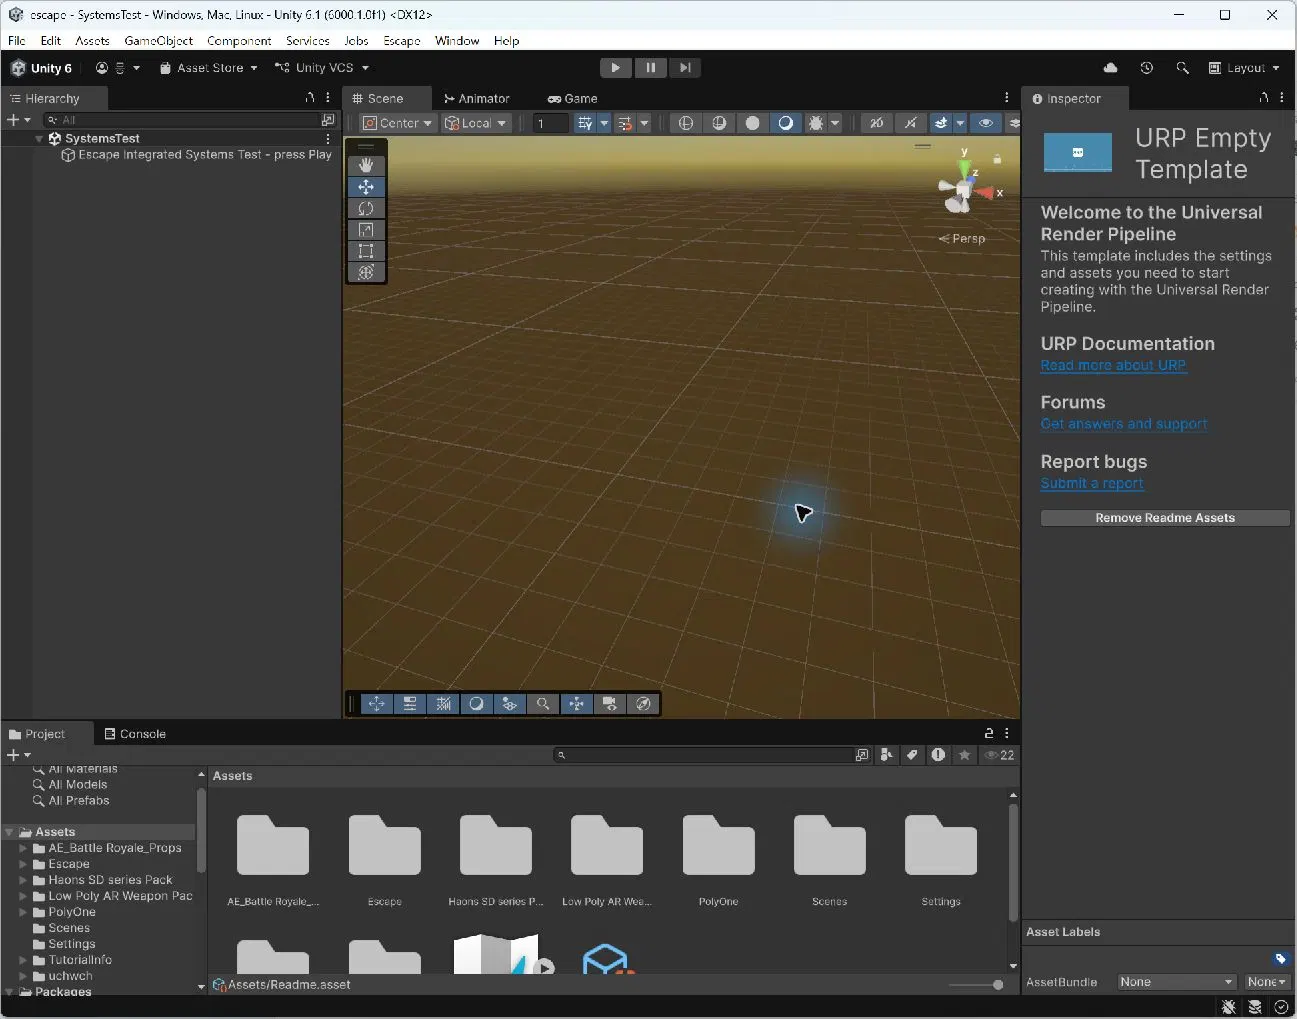 escape - SystemsTest - Windows, Mac, Linux - Unity 6.1 (6000.1.0f1) <DX12>
File Edit Assets GameObject Component Services Jobs Escape Window Help
Unity 6 Asset Store Unity VCS Layout
Hierarchy
All
SystemsTest
Escape Integrated Systems Test - press Play
Scene Animator Game
Center Local 1 2D
y
z
x
Persp
Inspector
URP Empty
Template
Welcome to the Universal
Render Pipeline
This template includes the settings
and assets you need to start
creating with the Universal Render
Pipeline.
URP Documentation
Read more about URP
Forums
Get answers and support
Report bugs
Submit a report
Remove Readme Assets
Project Console
22
All Materials
All Models
All Prefabs
Assets
AE_Battle Royale_Props
Escape
Haons SD series Pack
Low Poly AR Weapon Pac
PolyOne
Scenes
Settings
TutorialInfo
uchwch
Packages
Assets
AE_Battle Royale_... Escape Haons SD series P... Low Poly AR Wea... PolyOne Scenes Settings
Assets/Readme.asset
Asset Labels
AssetBundle None None